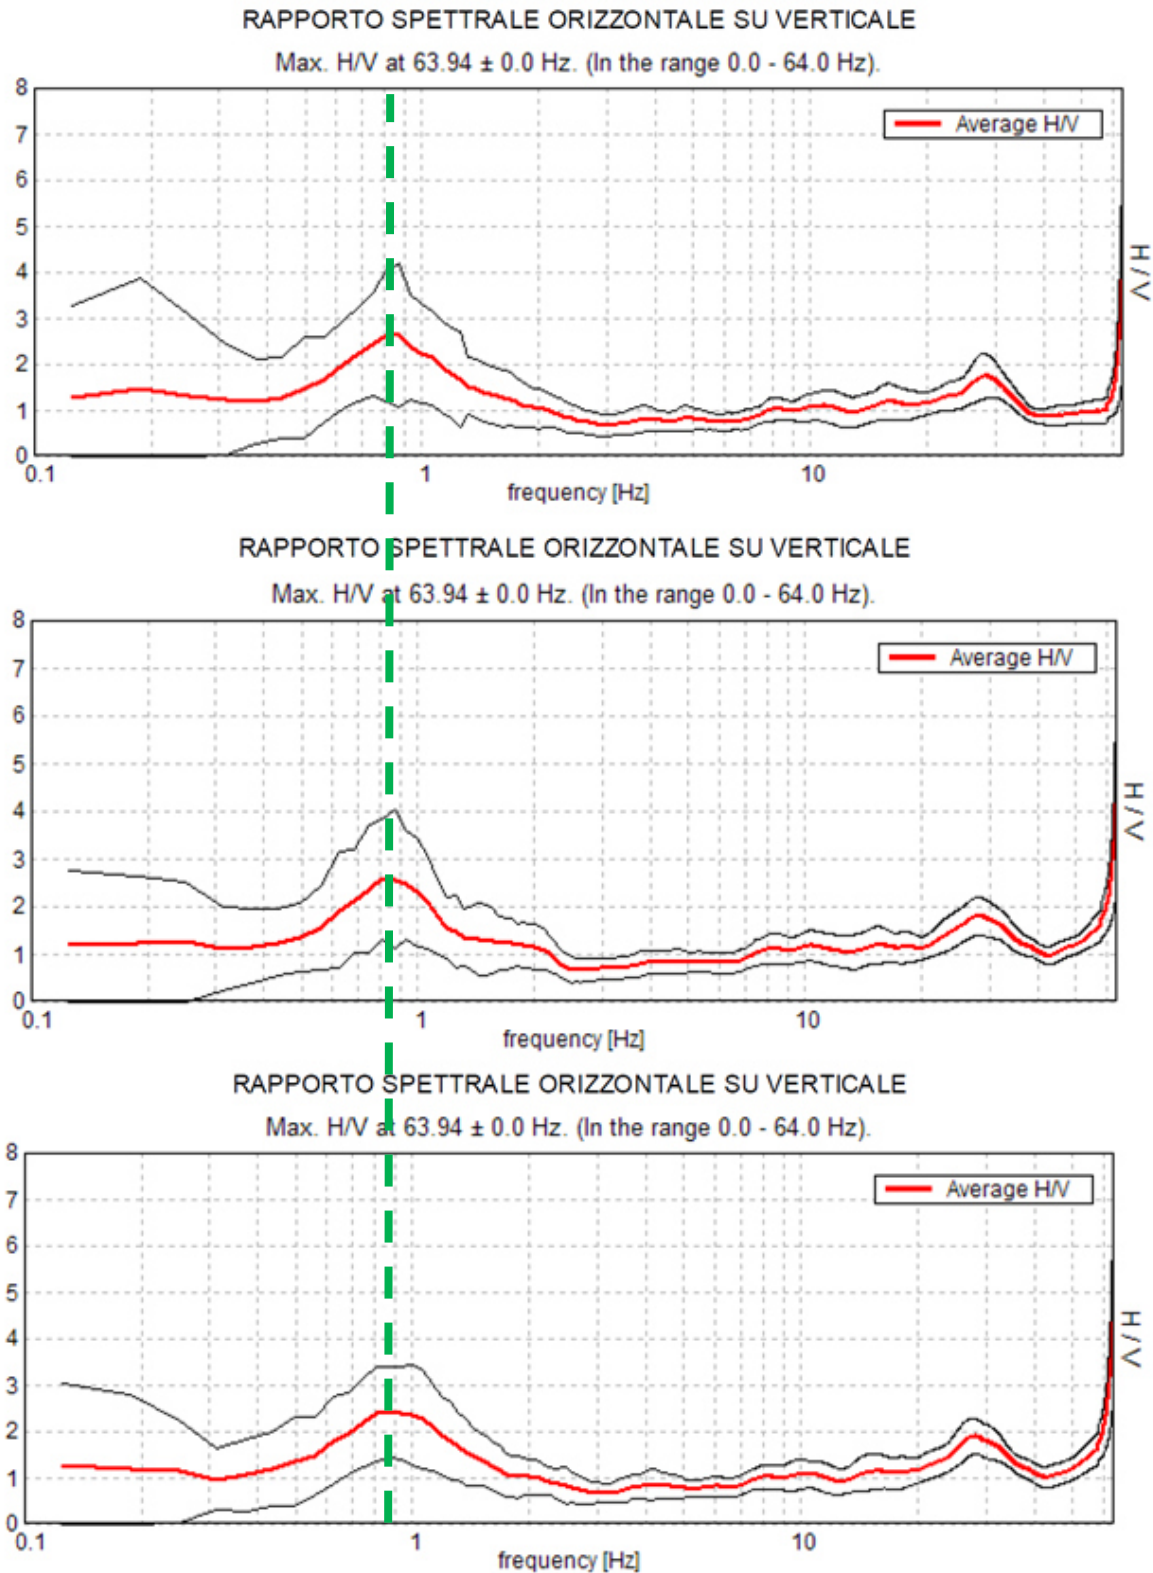 RAPPORTO SPETTRALE ORIZZONTALE SU VERTICALE
Max. H/V at 63.94 ± 0.0 Hz. (In the range 0.0 - 64.0 Hz).
8
7
6
5
4
3
2
1
0
Average H/V
H / V
0.1 1 10
frequency [Hz]
RAPPORTO SPETTRALE ORIZZONTALE SU VERTICALE
Max. H/V at 63.94 ± 0.0 Hz. (In the range 0.0 - 64.0 Hz).
8
7
6
5
4
3
2
1
0
Average H/V
H / V
0.1 1 10
frequency [Hz]
RAPPORTO SPETTRALE ORIZZONTALE SU VERTICALE
Max. H/V at 63.94 ± 0.0 Hz. (In the range 0.0 - 64.0 Hz).
8
7
6
5
4
3
2
1
0
Average H/V
H / V
0.1 1 10
frequency [Hz]